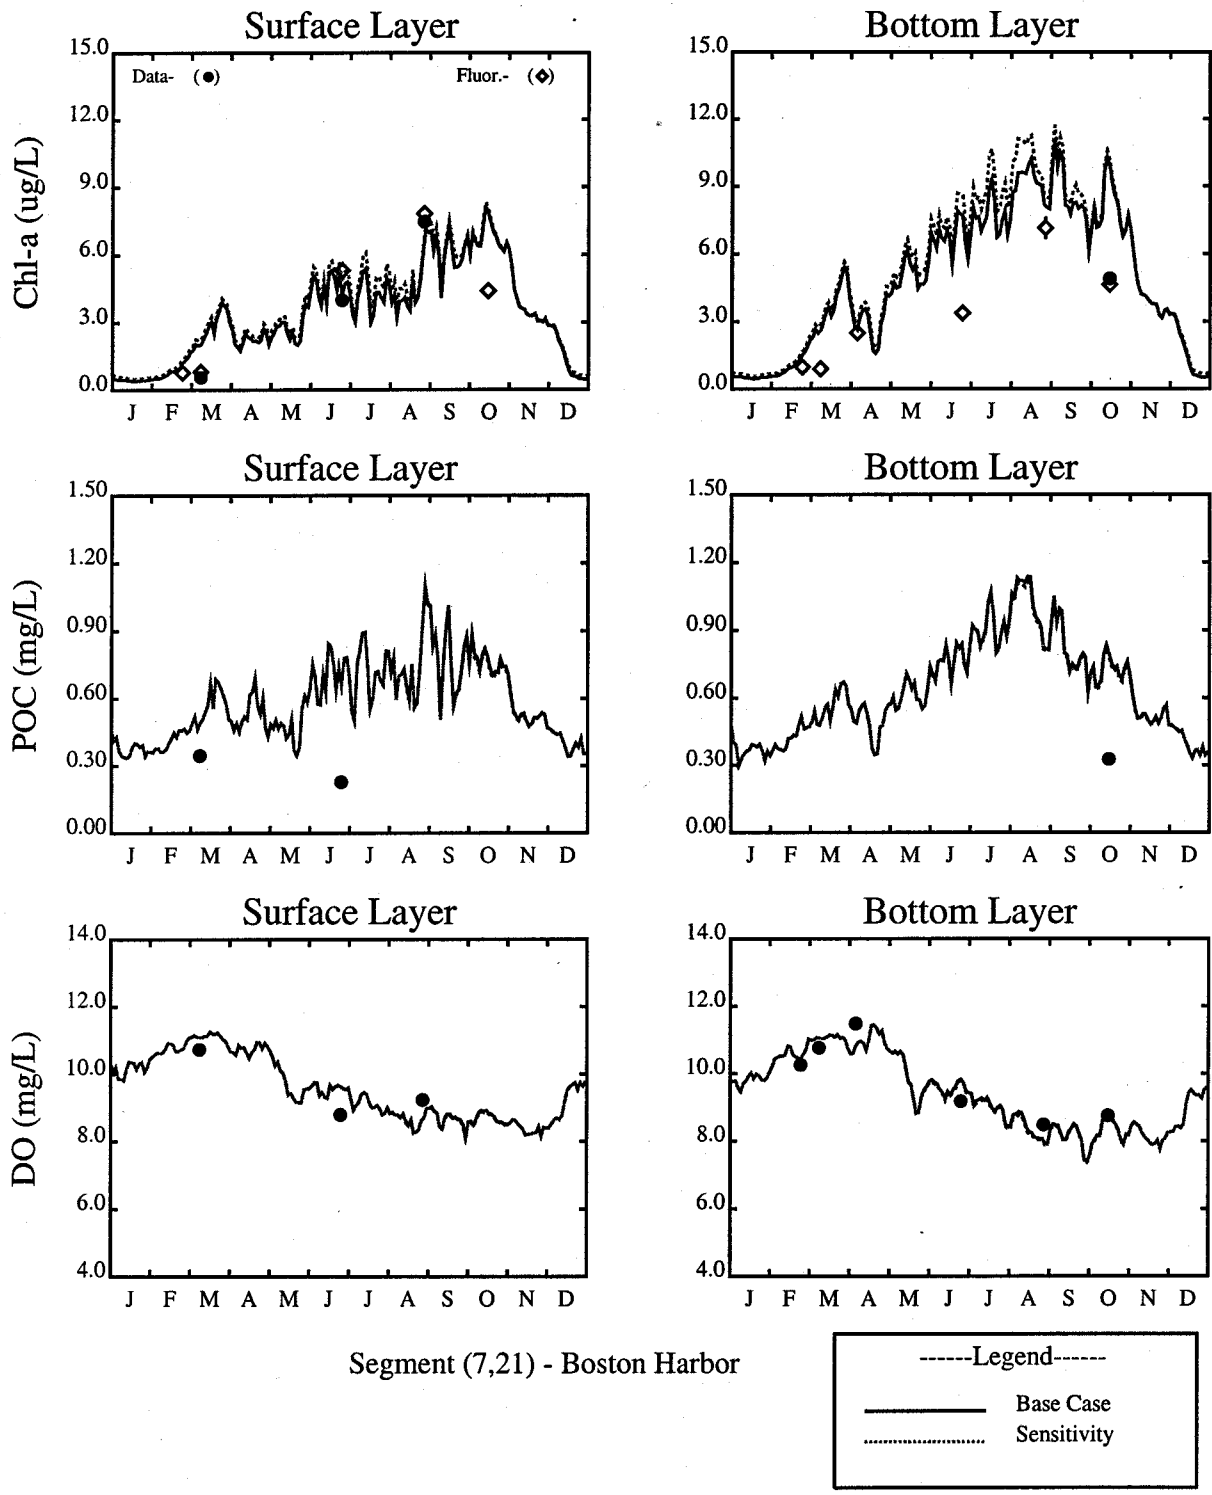 Surface Layer
Bottom Layer
Chl-a (ug/L)
15.0
12.0
9.0
6.0
3.0
0.0
Data- (●)
Fluor.- (◇)
J F M A M J J A S O N D
15.0
12.0
9.0
6.0
3.0
0.0
J F M A M J J A S O N D
Surface Layer
Bottom Layer
POC (mg/L)
1.50
1.20
0.90
0.60
0.30
0.00
J F M A M J J A S O N D
1.50
1.20
0.90
0.60
0.30
0.00
J F M A M J J A S O N D
Surface Layer
Bottom Layer
DO (mg/L)
14.0
12.0
10.0
8.0
6.0
4.0
J F M A M J J A S O N D
14.0
12.0
10.0
8.0
6.0
4.0
J F M A M J J A S O N D
Segment (7,21) - Boston Harbor
------Legend------
Base Case
Sensitivity